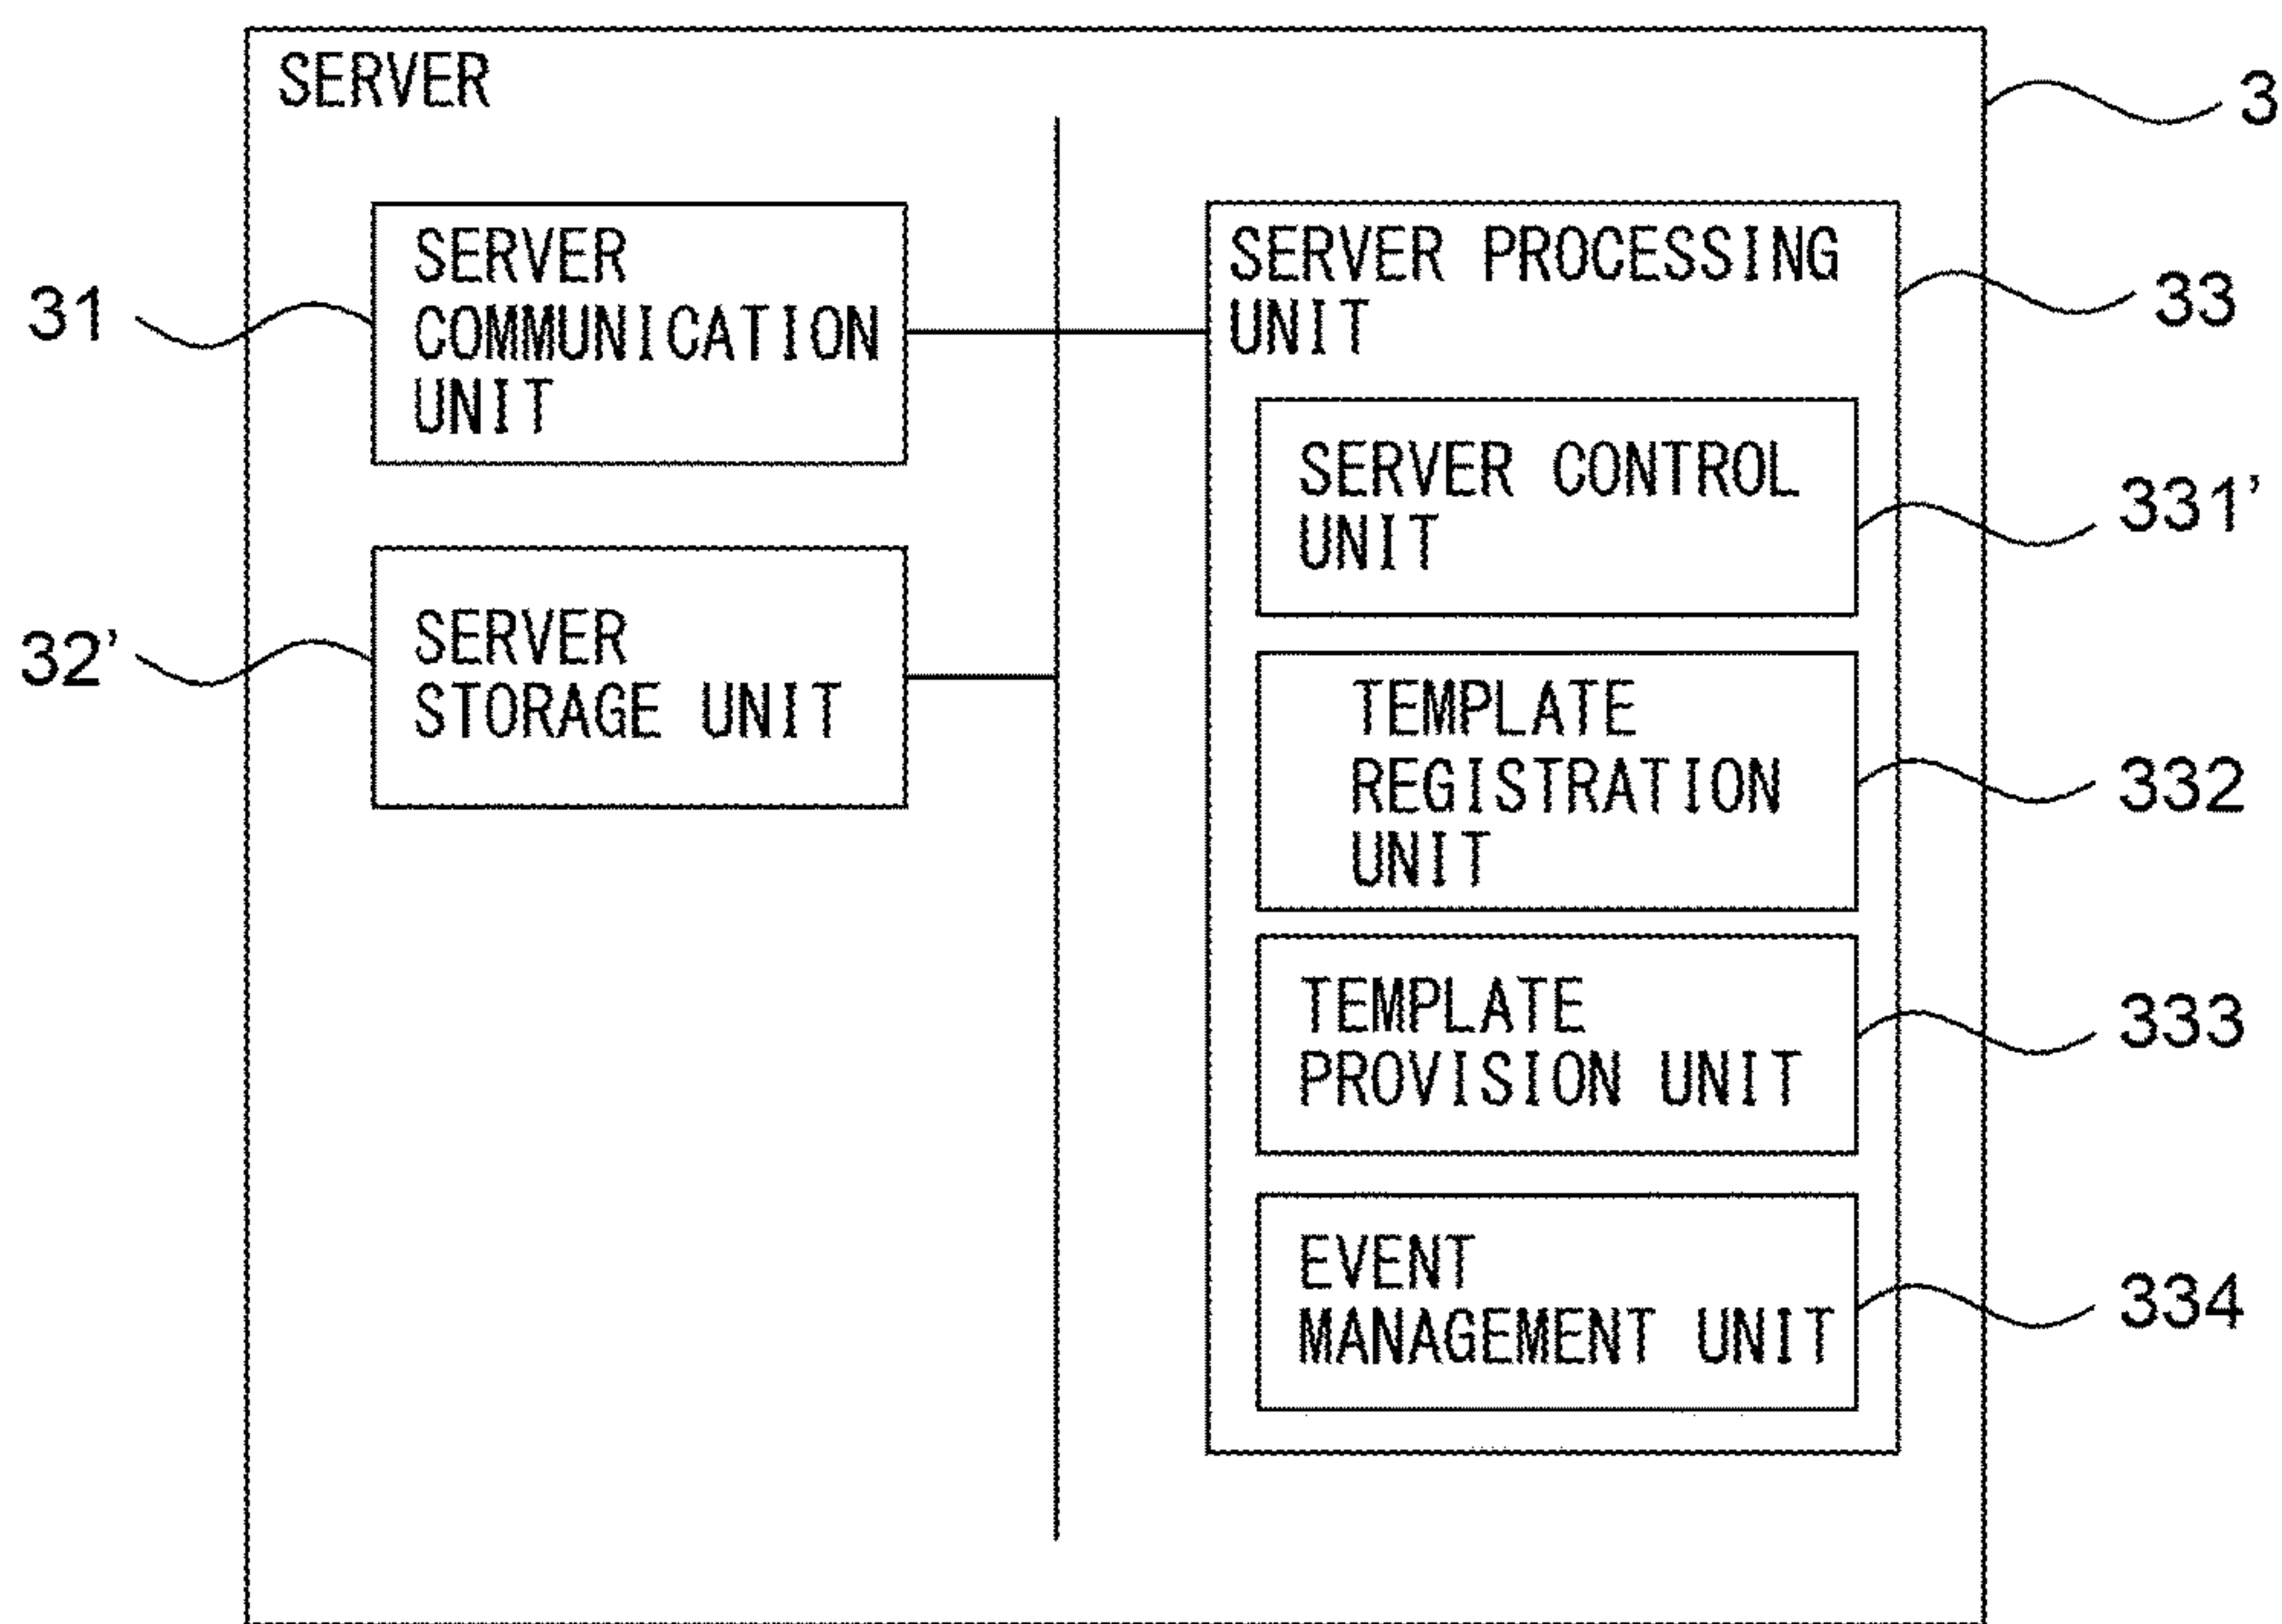 SERVER
3
31
SERVER
COMMUNICATION
UNIT
32'
SERVER
STORAGE UNIT
SERVER PROCESSING
UNIT
33
SERVER CONTROL
UNIT
331'
TEMPLATE
REGISTRATION
UNIT
332
TEMPLATE
PROVISION UNIT
333
EVENT
MANAGEMENT UNIT
334